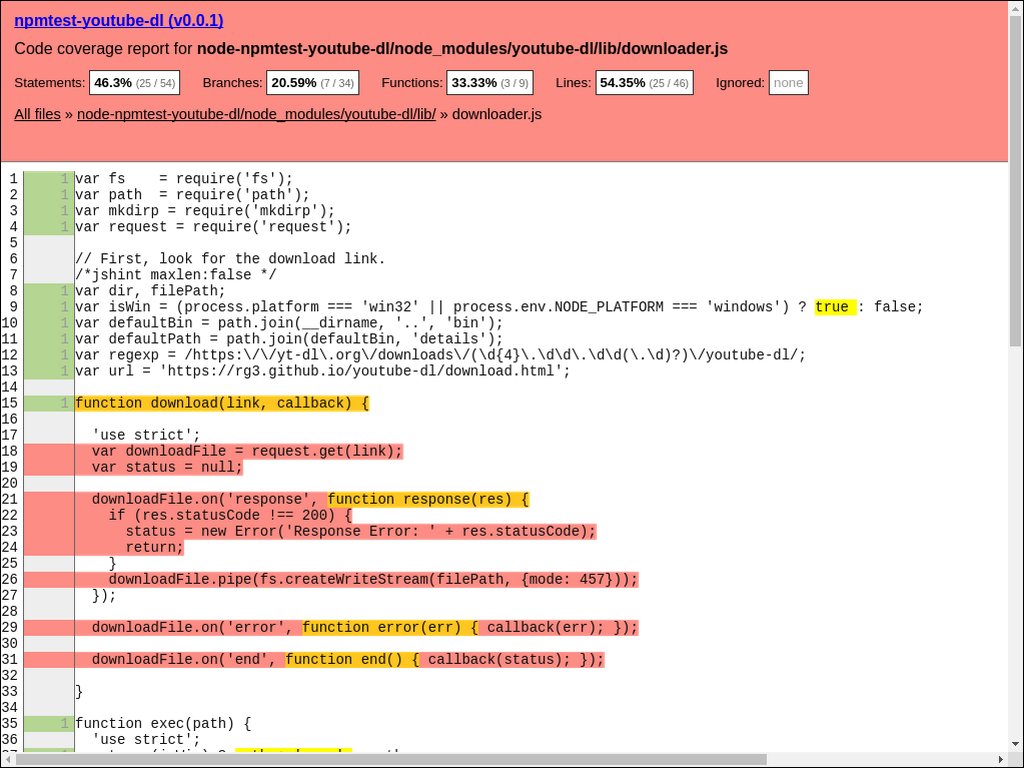 npmtest-youtube-dl (v0.0.1)
Code coverage report for node-npmtest-youtube-dl/node_modules/youtube-dl/lib/downloader.js
Statements: 46.3% (25 / 54) Branches: 20.59% (7 / 34) Functions: 33.33% (3 / 9) Lines: 54.35% (25 / 46) Ignored: none
All files » node-npmtest-youtube-dl/node_modules/youtube-dl/lib/ » downloader.js
1 1 var fs    = require('fs');
2 1 var path  = require('path');
3 1 var mkdirp = require('mkdirp');
4 1 var request = require('request');
5
6 // First, look for the download link.
7 /*jshint maxlen:false */
8 1 var dir, filePath;
9 1 var isWin = (process.platform === 'win32' || process.env.NODE_PLATFORM === 'windows') ? true : false;
10 1 var defaultBin = path.join(__dirname, '..', 'bin');
11 1 var defaultPath = path.join(defaultBin, 'details');
12 1 var regexp = /https:\/\/yt-dl\.org\/downloads\/(\d{4}\.\d\d\.\d\d(\.\d)?)\/youtube-dl/;
13 1 var url = 'https://rg3.github.io/youtube-dl/download.html';
14
15 1 function download(link, callback) {
16
17   'use strict';
18   var downloadFile = request.get(link);
19   var status = null;
20
21   downloadFile.on('response', function response(res) {
22     if (res.statusCode !== 200) {
23       status = new Error('Response Error: ' + res.statusCode);
24       return;
25     }
26     downloadFile.pipe(fs.createWriteStream(filePath, {mode: 457}));
27   });
28
29   downloadFile.on('error', function error(err) { callback(err); });
30
31   downloadFile.on('end', function end() { callback(status); });
32
33 }
34
35 1 function exec(path) {
36   'use strict';